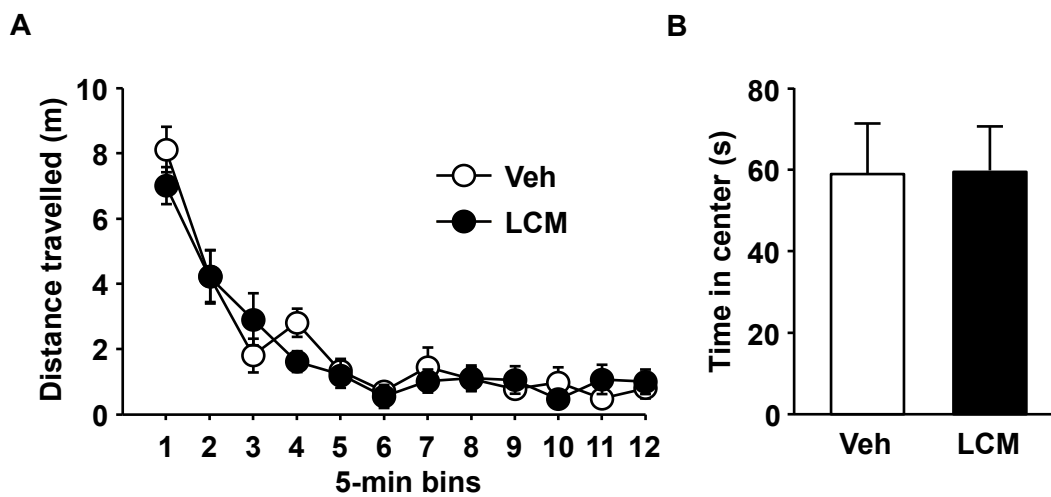 A
Distance travelled (m)
10
8
6
4
2
0
Veh
LCM
1 2 3 4 5 6 7 8 9 10 11 12
5-min bins
B
Time in center (s)
80
60
40
20
0
Veh LCM